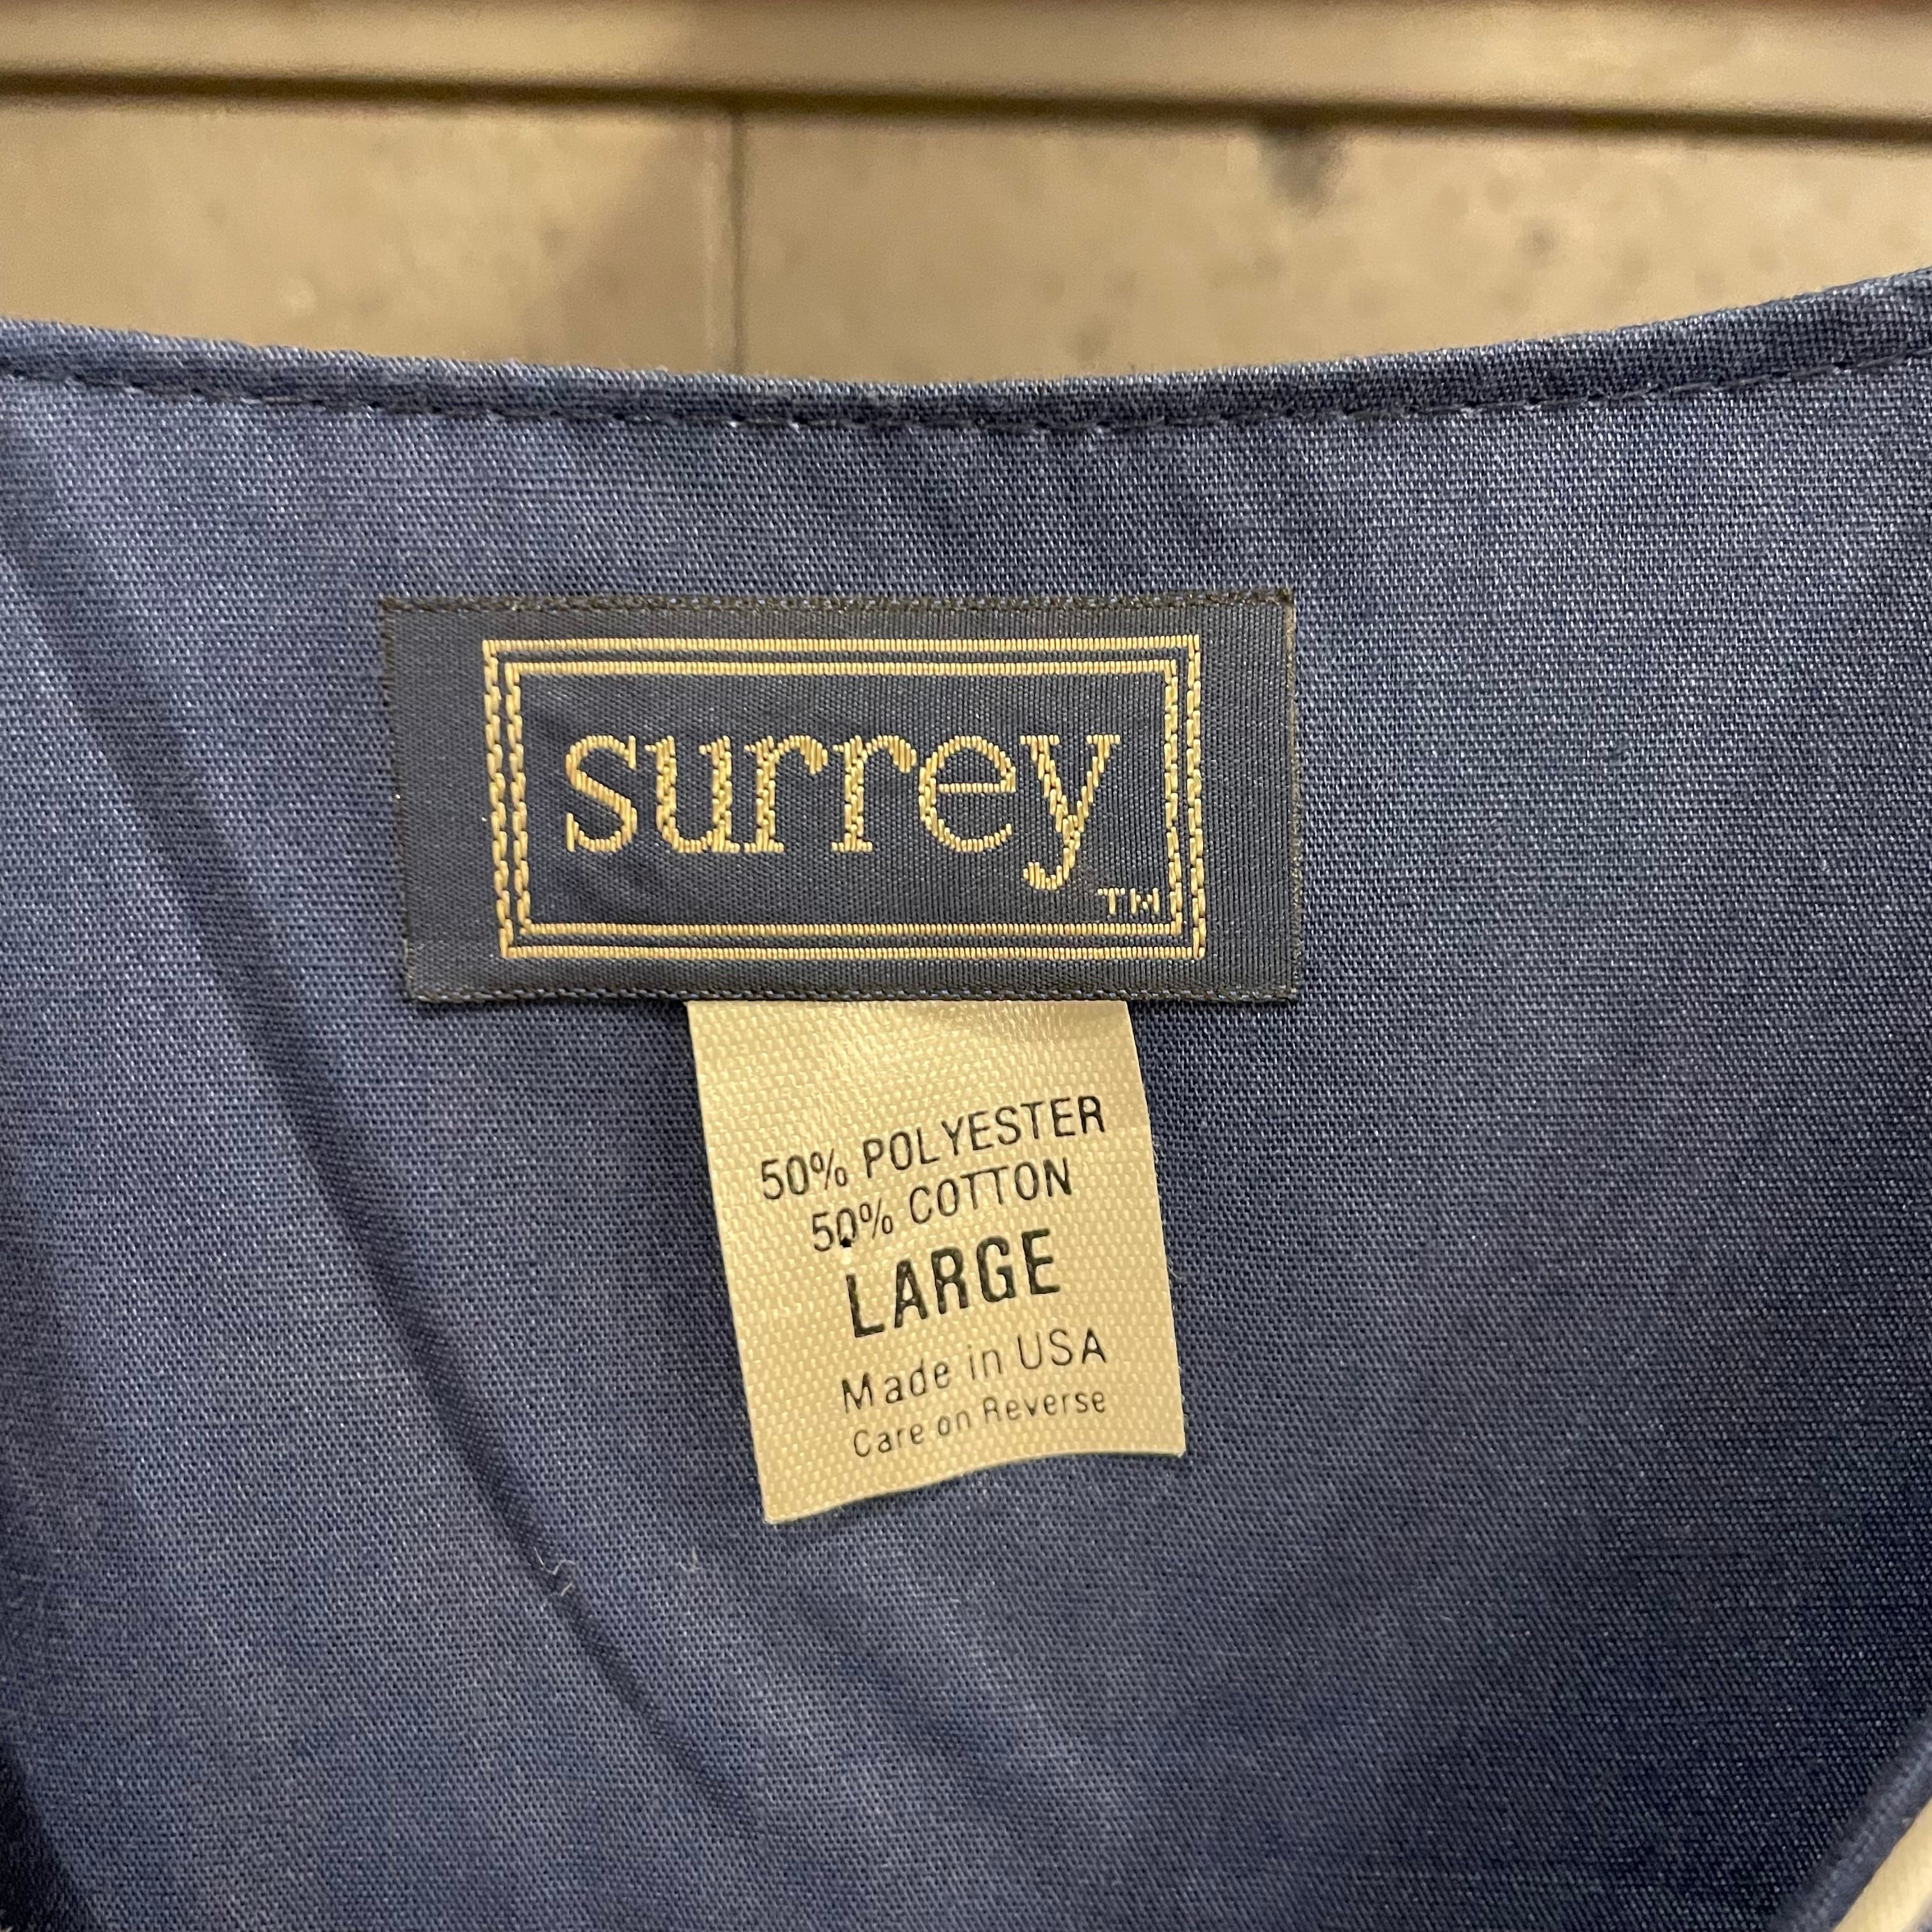 surrey
TM
50% POLYESTER
50% COTTON
LARGE
Made in USA
Care on Reverse